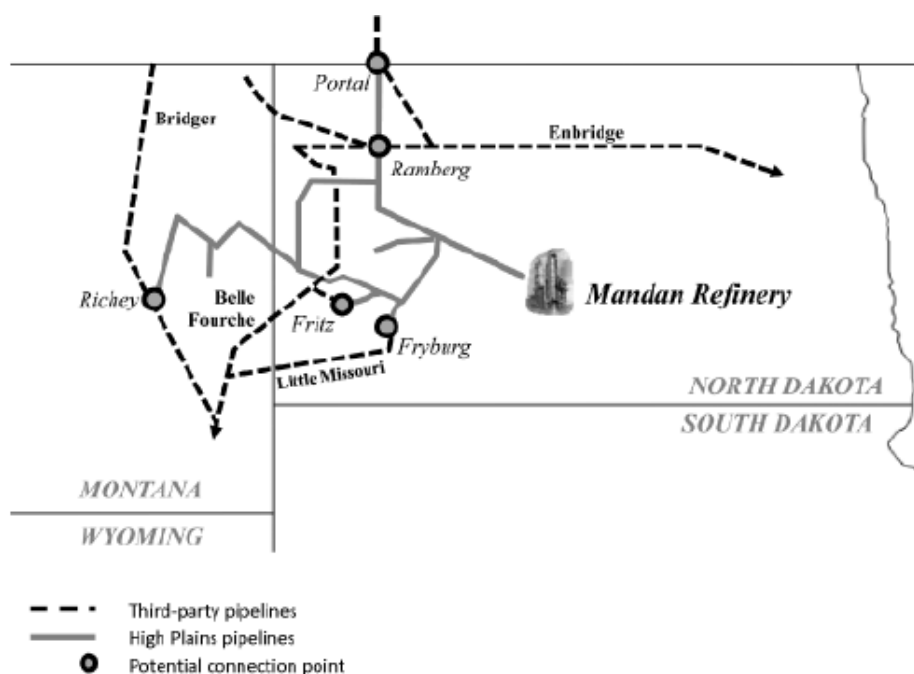 Portal
Bridger
Enbridge
Ramberg
Richey
Belle
Fourche
Fritz
Mandan Refinery
Fryburg
Little Missouri
NORTH DAKOTA
SOUTH DAKOTA
MONTANA
WYOMING
Third-party pipelines
High Plains pipelines
Potential connection point